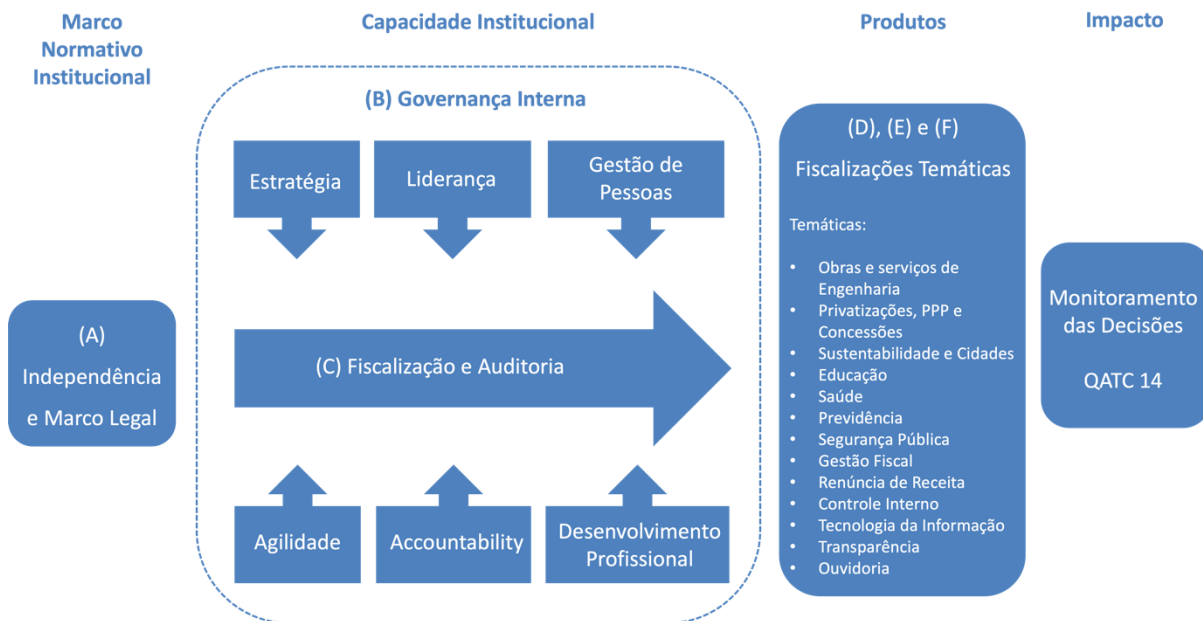 Marco
Normativo
Institucional
Capacidade Institucional
Produtos
Impacto
(A)
Independência
e Marco Legal
(B) Governança Interna
Estratégia
Liderança
Gestão de
Pessoas
(C) Fiscalização e Auditoria
Agilidade
Accountability
Desenvolvimento
Profissional
(D), (E) e (F)
Fiscalizações Temáticas
Temáticas:
• Obras e serviços de
Engenharia
• Privatizações, PPP e
Concessões
• Sustentabilidade e Cidades
• Educação
• Saúde
• Previdência
• Segurança Pública
• Gestão Fiscal
• Renúncia de Receita
• Controle Interno
• Tecnologia da Informação
• Transparência
• Ouvidoria
Monitoramento
das Decisões
QATC 14